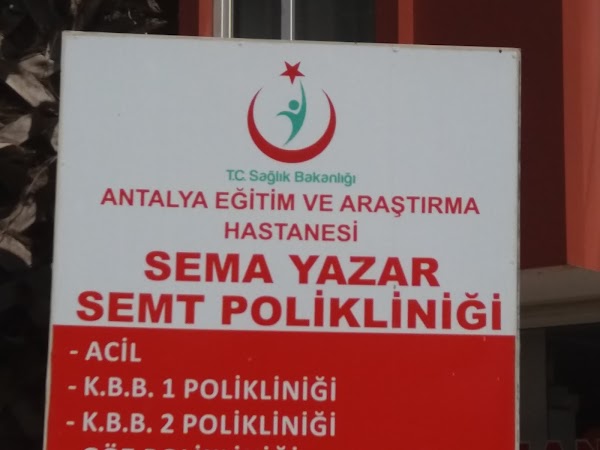 T.C. Sağlık Bakanlığı
ANTALYA EĞİTİM VE ARAŞTIRMA
HASTANESİ
SEMA YAZAR
SEMT POLİKLİNİĞİ
- ACİL
- K.B.B. 1 POLİKLİNİĞİ
- K.B.B. 2 POLİKLİNİĞİ